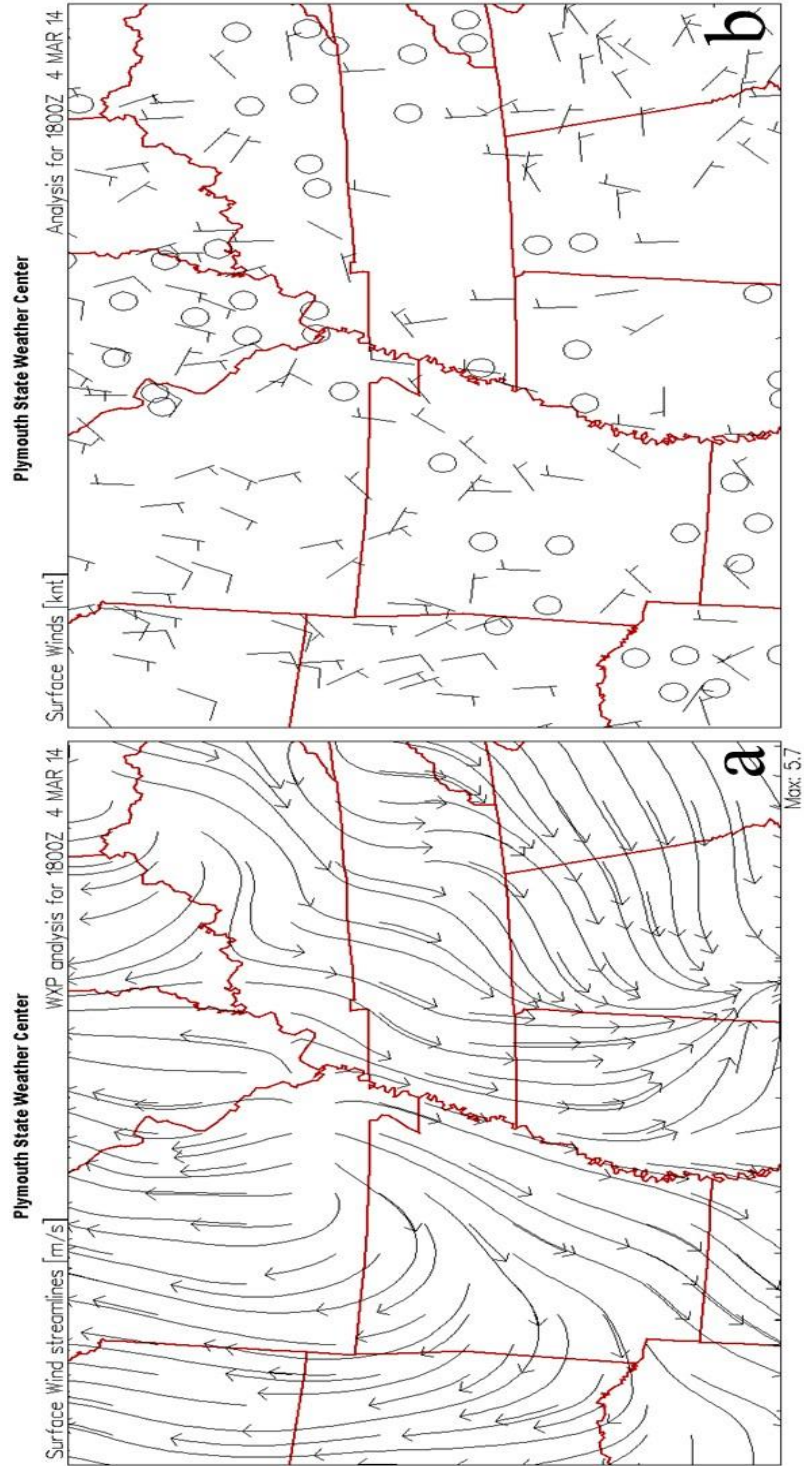 Plymouth State Weather Center
Surface Wind streamlines [m/s]
WXP analysis for 1800Z 4 MAR 14
a
Max: 5.7
Plymouth State Weather Center
Surface Winds [knt]
Analysis for 1800Z 4 MAR 14
b